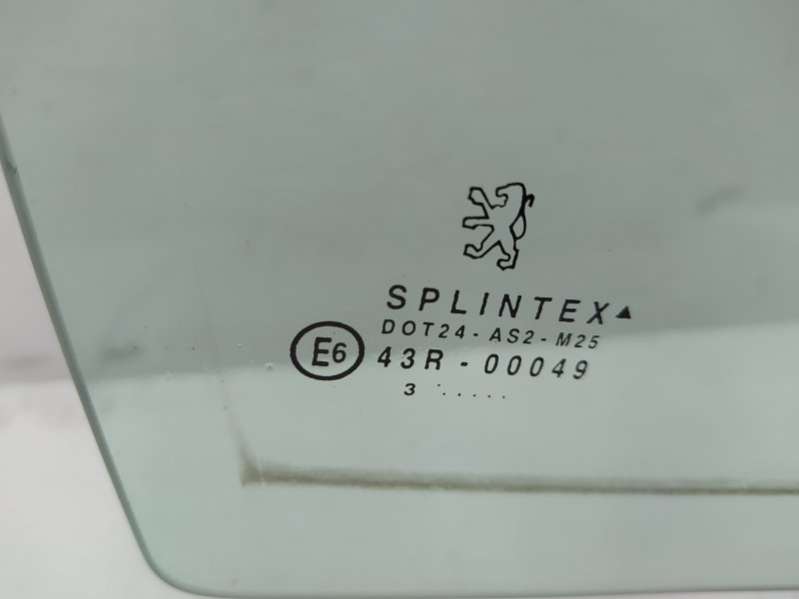 SPLINTEX▲
DOT24-AS2-M25
E6
43R-00049
3 ......